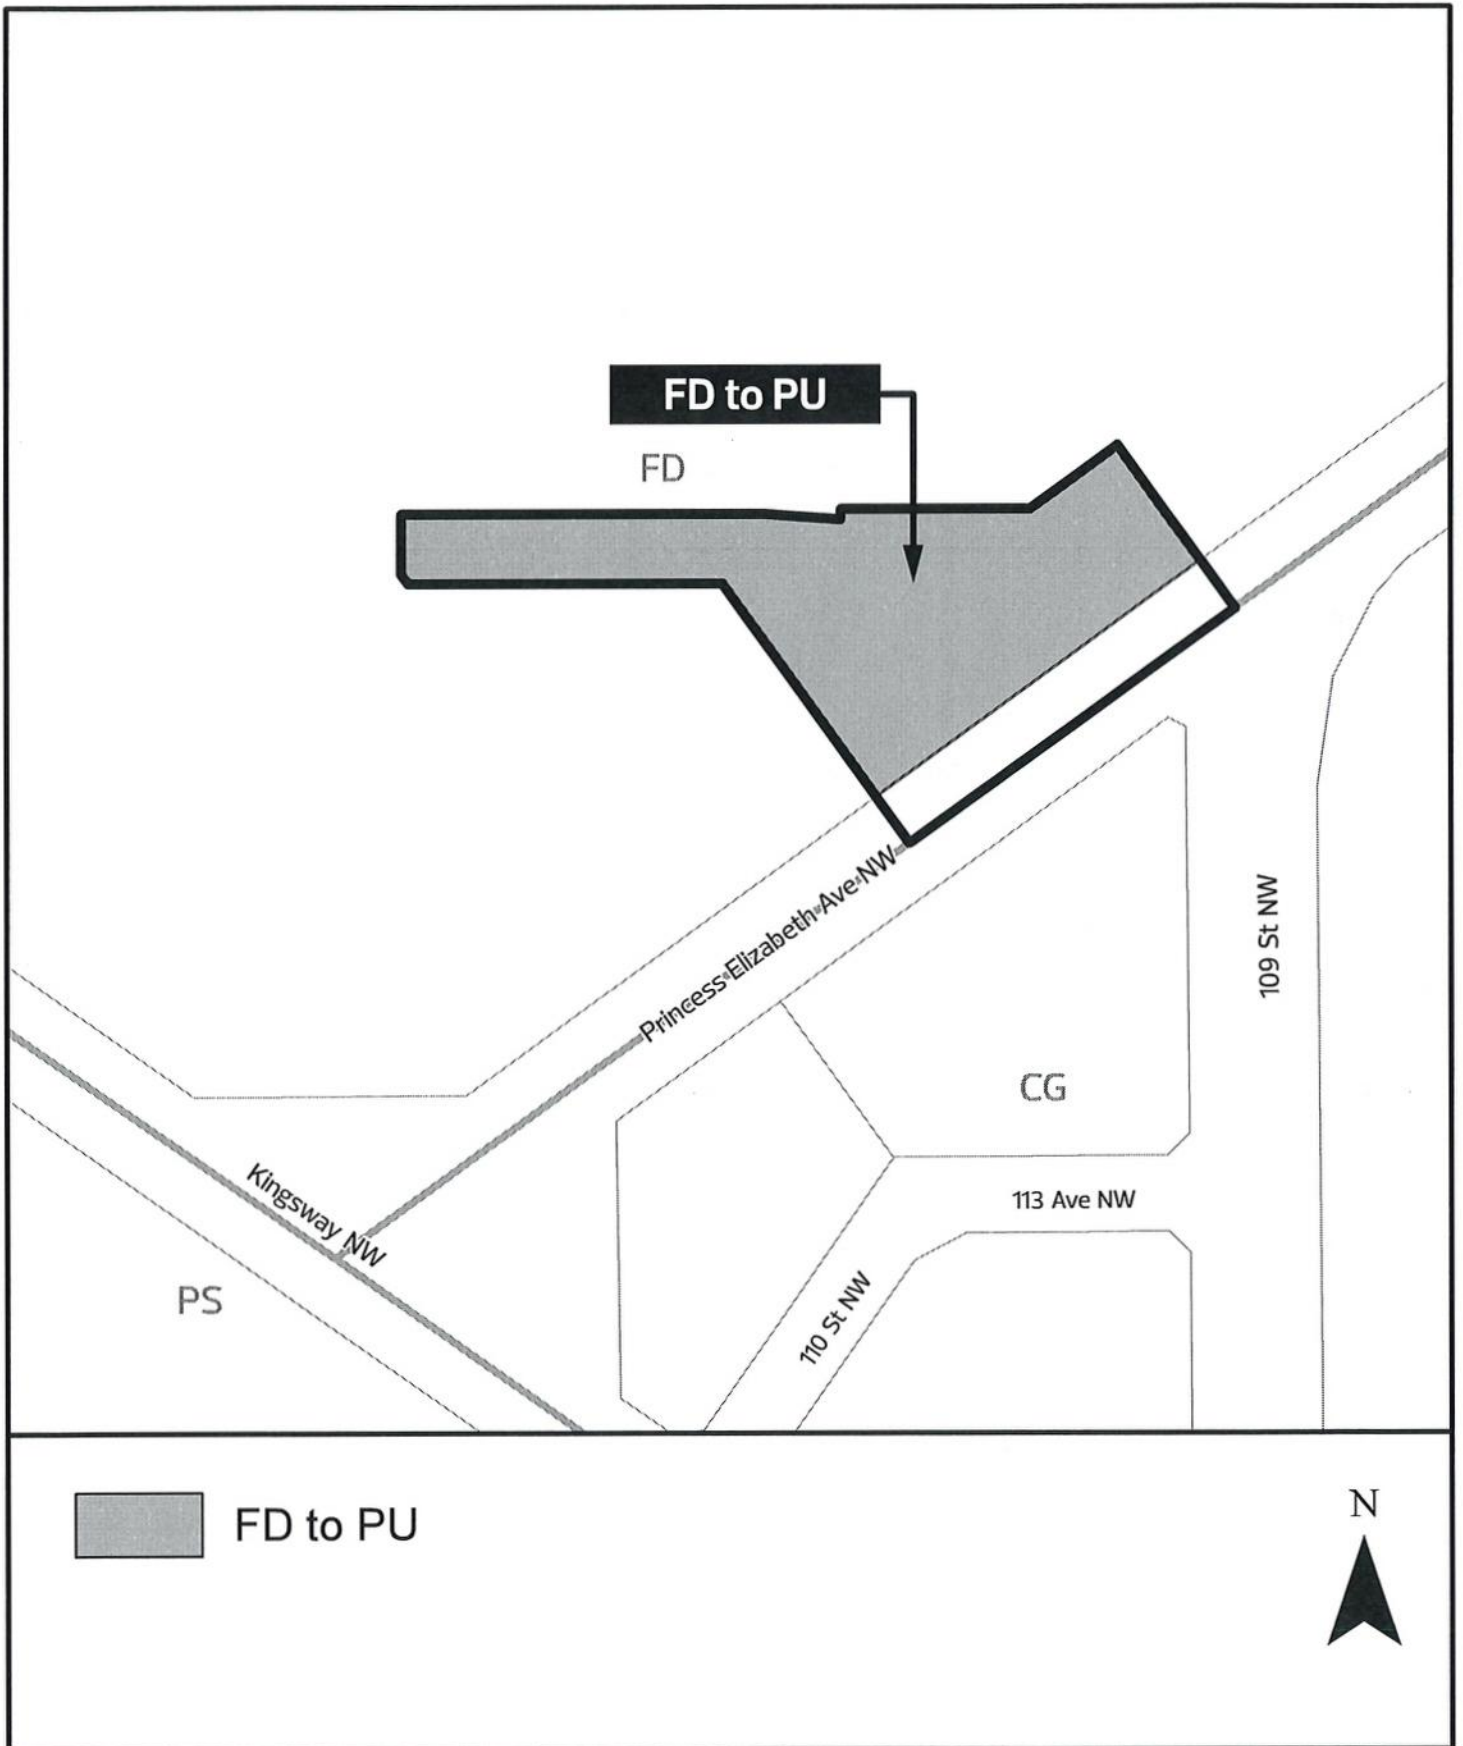 FD to PU
FD
Princess Elizabeth Ave NW
109 St NW
CG
Kingsway NW
113 Ave NW
PS
110 St NW
FD to PU
N